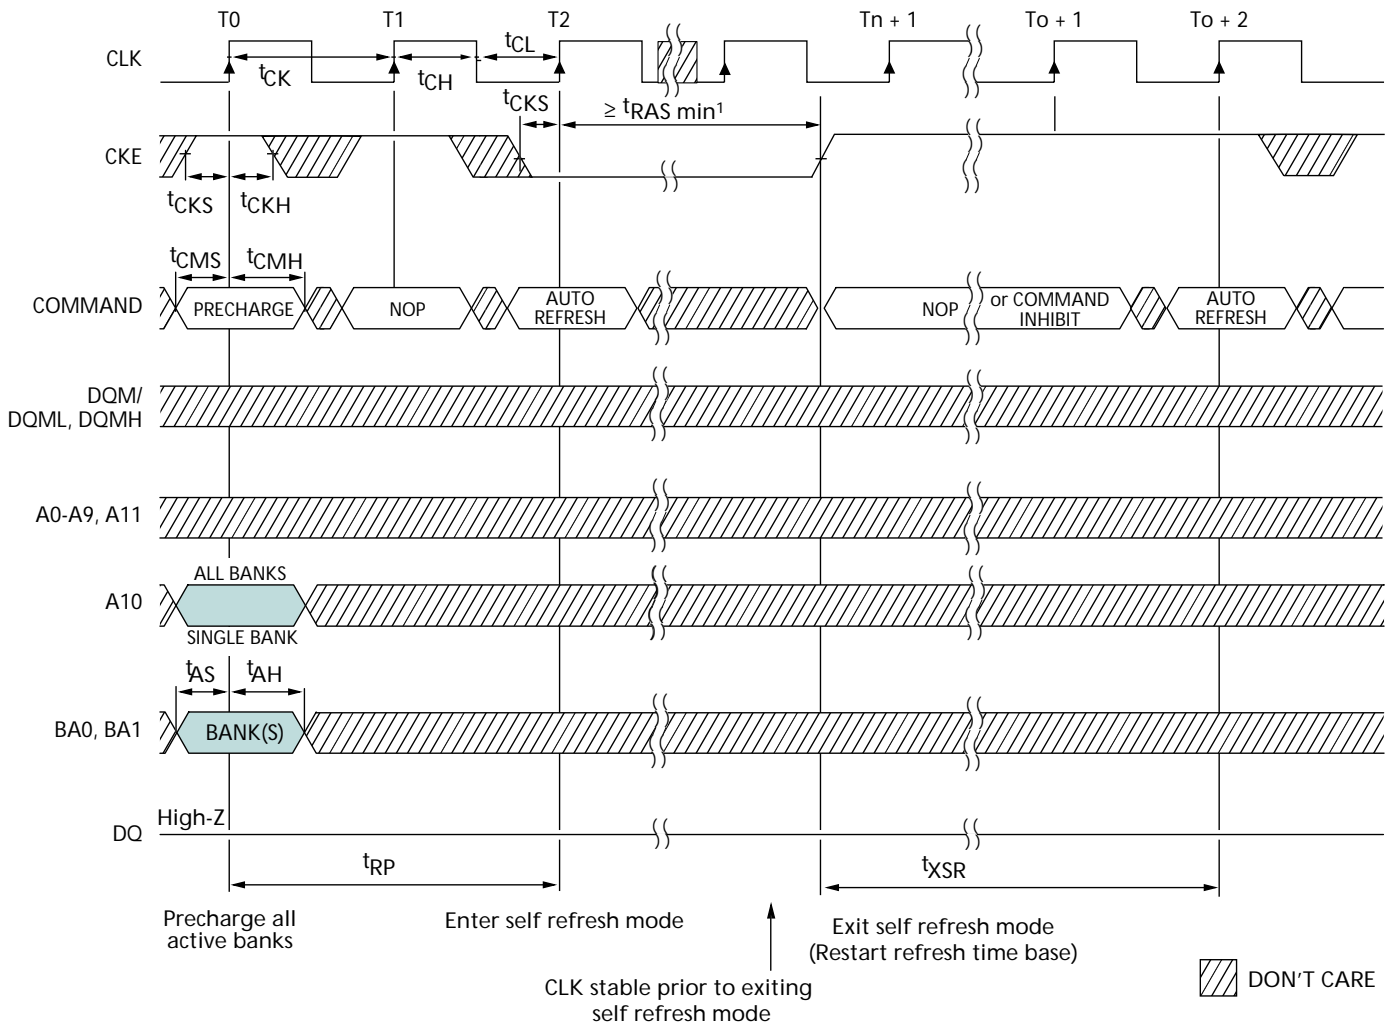 T0
T1
T2
Tn + 1
To + 1
To + 2
CLK
tCK
tCH
tCL
tCKS
≥ tRAS min1
CKE
tCKS
tCKH
tCMS
tCMH
COMMAND
PRECHARGE
NOP
AUTO
REFRESH
NOP
or COMMAND
INHIBIT
AUTO
REFRESH
DQM/
DQML, DQMH
A0-A9, A11
ALL BANKS
A10
SINGLE BANK
tAS
tAH
BA0, BA1
BANK(S)
High-Z
DQ
tRP
tXSR
Precharge all
active banks
Enter self refresh mode
Exit self refresh mode
(Restart refresh time base)
CLK stable prior to exiting
self refresh mode
DON'T CARE